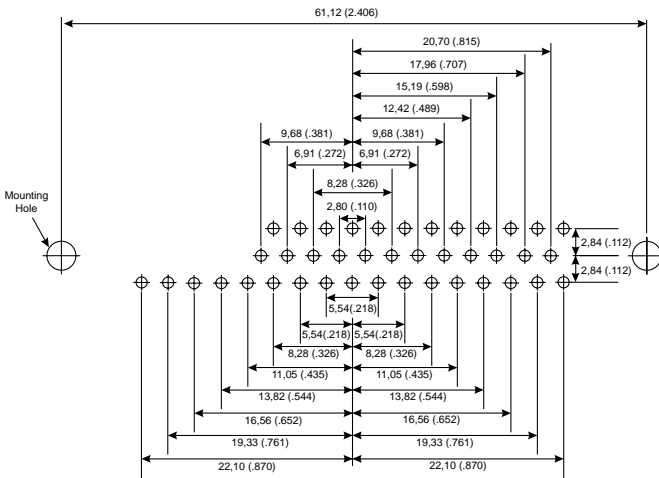 61,12 (2.406)
20,70 (.815)
17,96 (.707)
15,19 (.598)
12,42 (.489)
9,68 (.381) 9,68 (.381)
6,91 (.272) 6,91 (.272)
8,28 (.326)
Mounting
Hole
2,80 (.110)
2,84 (.112)
2,84 (.112)
5,54(.218)
5,54(.218) 5,54(.218)
8,28 (.326) 8,28 (.326)
11,05 (.435) 11,05 (.435)
13,82 (.544) 13,82 (.544)
16,56 (.652) 16,56 (.652)
19,33 (.761) 19,33 (.761)
22,10 (.870) 22,10 (.870)